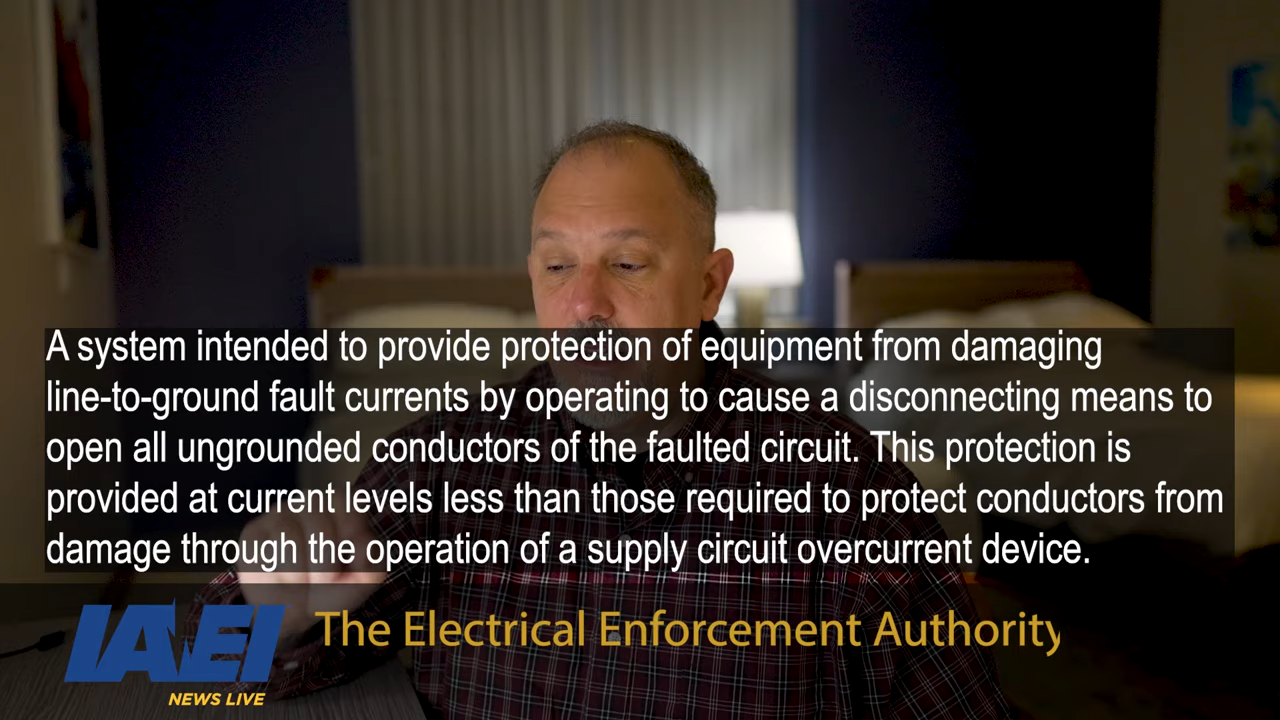 A system intended to provide protection of equipment from damaging
line-to-ground fault currents by operating to cause a disconnecting means to
open all ungrounded conductors of the faulted circuit. This protection is
provided at current levels less than those required to protect conductors from
damage through the operation of a supply circuit overcurrent device.
IAEI The Electrical Enforcement Authority
NEWS LIVE